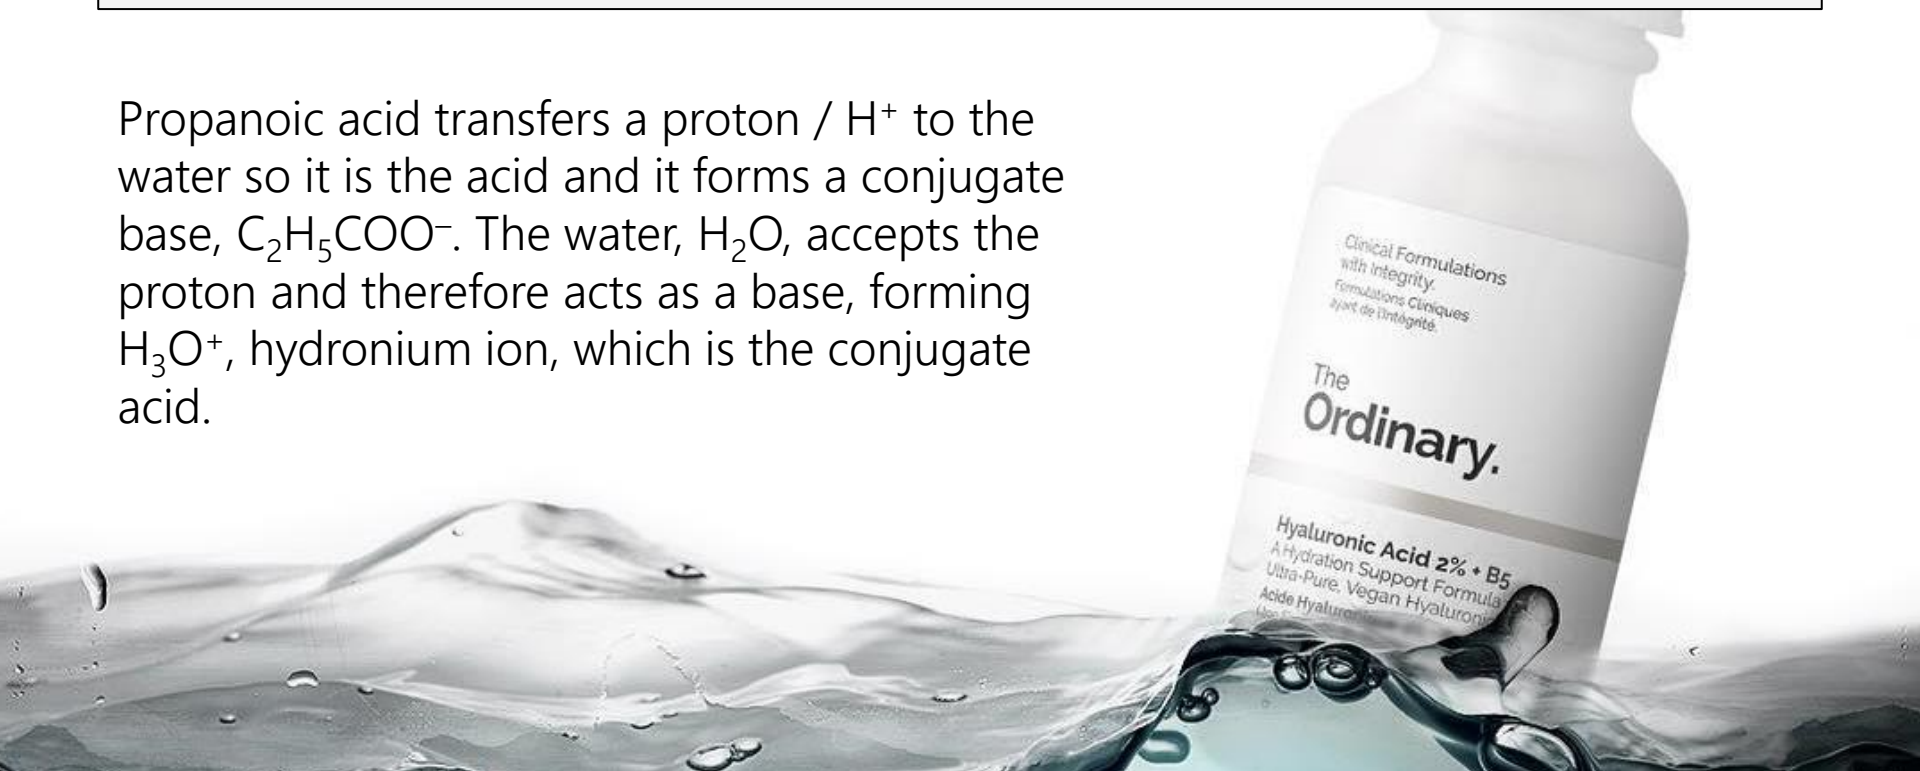 Propanoic acid transfers a proton / H⁺ to the
water so it is the acid and it forms a conjugate
base, C₂H₅COO⁻. The water, H₂O, accepts the
proton and therefore acts as a base, forming
H₃O⁺, hydronium ion, which is the conjugate
acid.
Clinical Formulations
with Integrity.
Formulations Cliniques
ayant de l'intégrité.
The
Ordinary.
Hyaluronic Acid 2% + B5
A Hydration Support Formula
Ultra-Pure, Vegan
Acide